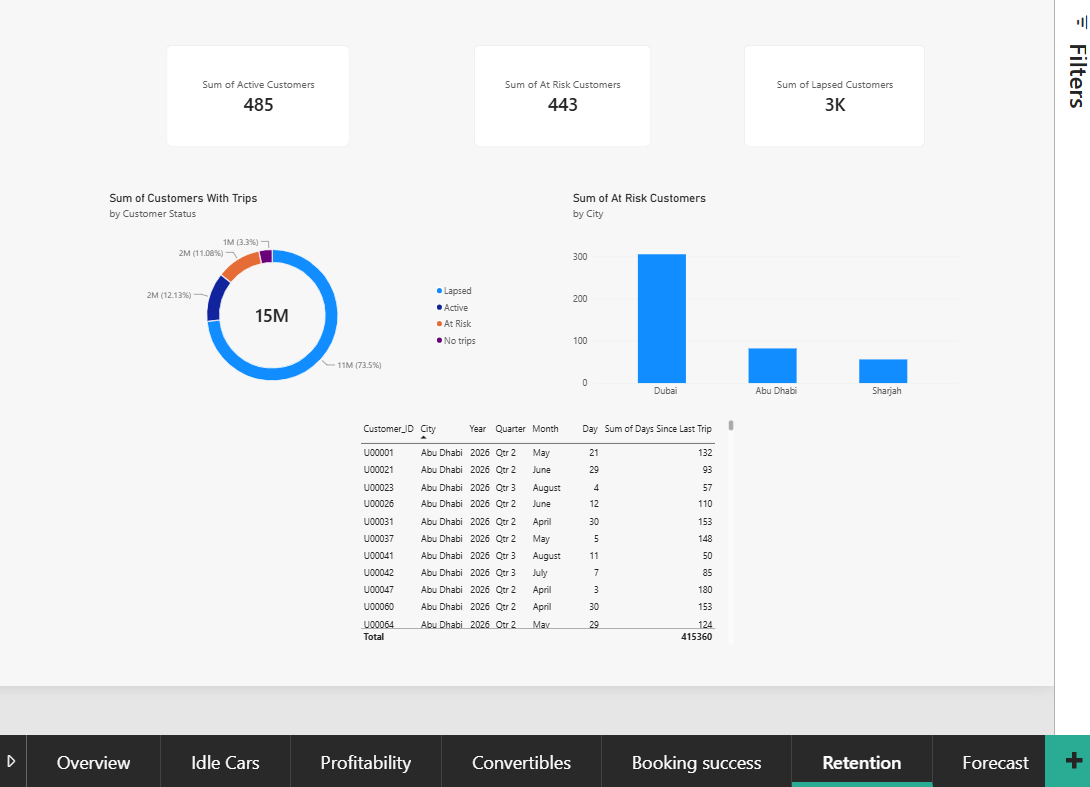 Filters
Sum of Active Customers
485
Sum of At Risk Customers
443
Sum of Lapsed Customers
3K
Sum of Customers With Trips
by Customer Status
1M (3.3%)
2M (11.08%)
2M (12.13%)
15M
11M (73.5%)
Lapsed
Active
At Risk
No trips
Sum of At Risk Customers
by City
300
200
100
0
Dubai Abu Dhabi Sharjah
Customer_ID City Year Quarter Month Day Sum of Days Since Last Trip
U00001 Abu Dhabi 2026 Qtr 2 May 21 132
U00021 Abu Dhabi 2026 Qtr 2 June 29 93
U00023 Abu Dhabi 2026 Qtr 3 August 4 57
U00026 Abu Dhabi 2026 Qtr 2 June 12 110
U00031 Abu Dhabi 2026 Qtr 2 April 30 153
U00037 Abu Dhabi 2026 Qtr 2 May 5 148
U00041 Abu Dhabi 2026 Qtr 3 August 11 50
U00042 Abu Dhabi 2026 Qtr 3 July 7 85
U00047 Abu Dhabi 2026 Qtr 2 April 3 180
U00060 Abu Dhabi 2026 Qtr 2 April 30 153
U00064 Abu Dhabi 2026 Qtr 2 May 29 124
Total 415360
Overview Idle Cars Profitability Convertibles Booking success Retention Forecast